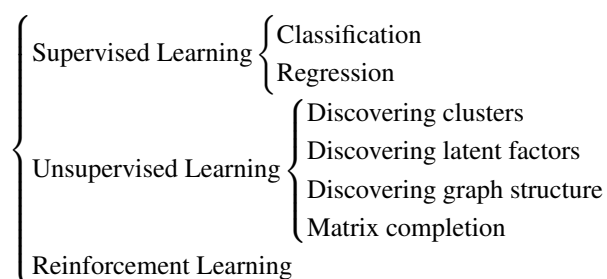 Supervised Learning
Classification
Regression
Unsupervised Learning
Discovering clusters
Discovering latent factors
Discovering graph structure
Matrix completion
Reinforcement Learning